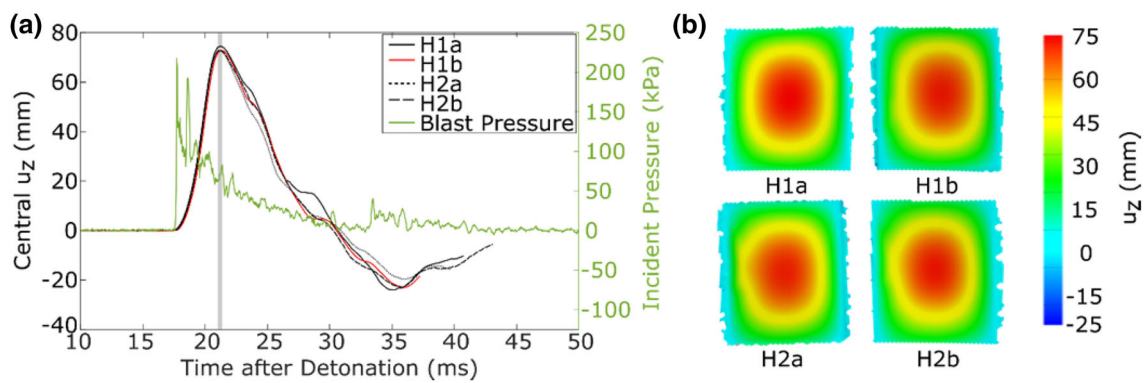 (a)
Central uz (mm)
80
60
40
20
0
-20
-40
10 15 20 25 30 35 40 45 50
Time after Detonation (ms)
H1a
H1b
H2a
H2b
Blast Pressure
250
200
150
100
50
0
-50
-100
Incident Pressure (kPa)
(b)
H1a H1b
H2a H2b
75
60
45
30
15
0
-15
-25
uz (mm)